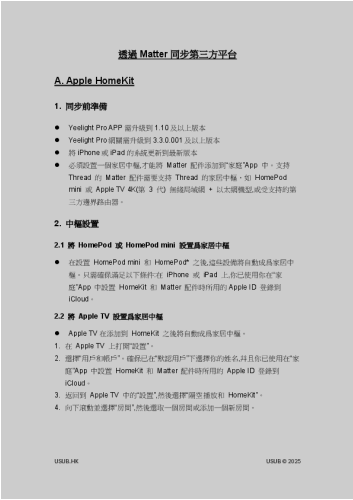 透過 Matter 同步第三方平台
A. Apple HomeKit
1. 同步前準備
● Yeelight Pro APP 需升級到 1.10 及以上版本
● Yeelight Pro 網關需升級到 3.3.0.001 及以上版本
● 將 iPhone 或 iPad 的系統更新到最新版本
● 必須設置一個家居中樞,才能將 Matter 配件添加到“家庭”App 中。支持
Thread 的 Matter 配件需要支持 Thread 的家居中樞、如 HomePod
mini 或 Apple TV 4K(第 3 代) 無綫局域網 + 以太網機型,或受支持的第
三方邊界路由器。
2. 中樞設置
2.1 將 HomePod 或 HomePod mini 設置爲家居中樞
● 在設置 HomePod mini 和 HomePod* 之後,這些設備將自動成爲家居中
樞。只需確保滿足以下條件:在 iPhone 或 iPad 上,你已使用你在“家
庭”App 中設置 HomeKit 和 Matter 配件時所用的 Apple ID 登錄到
iCloud。
2.2 將 Apple TV 設置爲家居中樞
● Apple TV 在添加到 HomeKit 之後將自動成爲家居中樞。
1. 在 Apple TV 上打開“設置”。
2. 選擇“用戶和帳戶”。確保已在“默認用戶”下選擇你的姓名,幷且你已使用在“家
庭”App 中設置 HomeKit 和 Matter 配件時所用的 Apple ID 登錄到
iCloud。
3. 返回到 Apple TV 中的“設置”,然後選擇“隔空播放和 HomeKit”。
4. 向下滾動並選擇“房間”,然後選取一個房間或添加一個新房間。
USUB.HK USUB © 2025